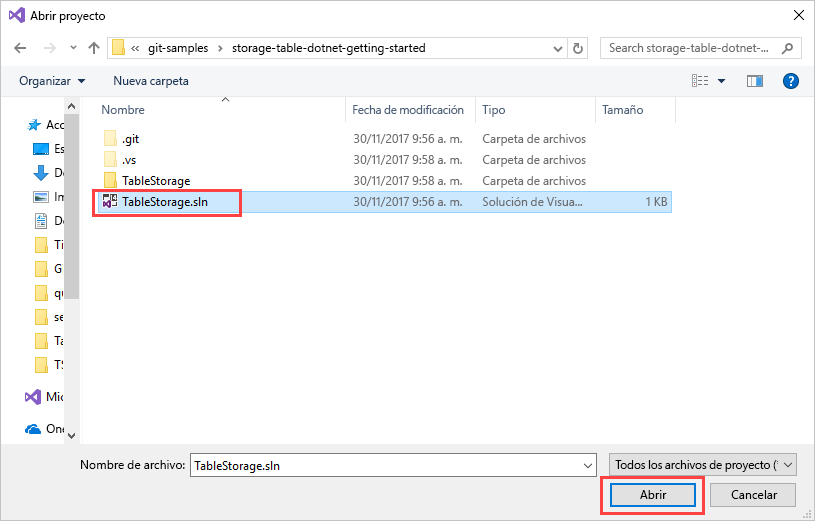 Abrir proyecto
« git-samples > storage-table-dotnet-getting-started
Search storage-table-dotnet-...
Organizar Nueva carpeta
Nombre Fecha de modificación Tipo Tamaño
.git 30/11/2017 9:56 a. m. Carpeta de archivos
.vs 30/11/2017 9:58 a. m. Carpeta de archivos
TableStorage 30/11/2017 9:58 a. m. Carpeta de archivos
TableStorage.sln 30/11/2017 9:56 a. m. Solución de Visua... 1 KB
Acc
Es
De
Im
De
Ti
G
qu
se
Ta
TS
Mic
One
Nombre de archivo: TableStorage.sln Todos los archivos de proyecto (
Abrir Cancelar